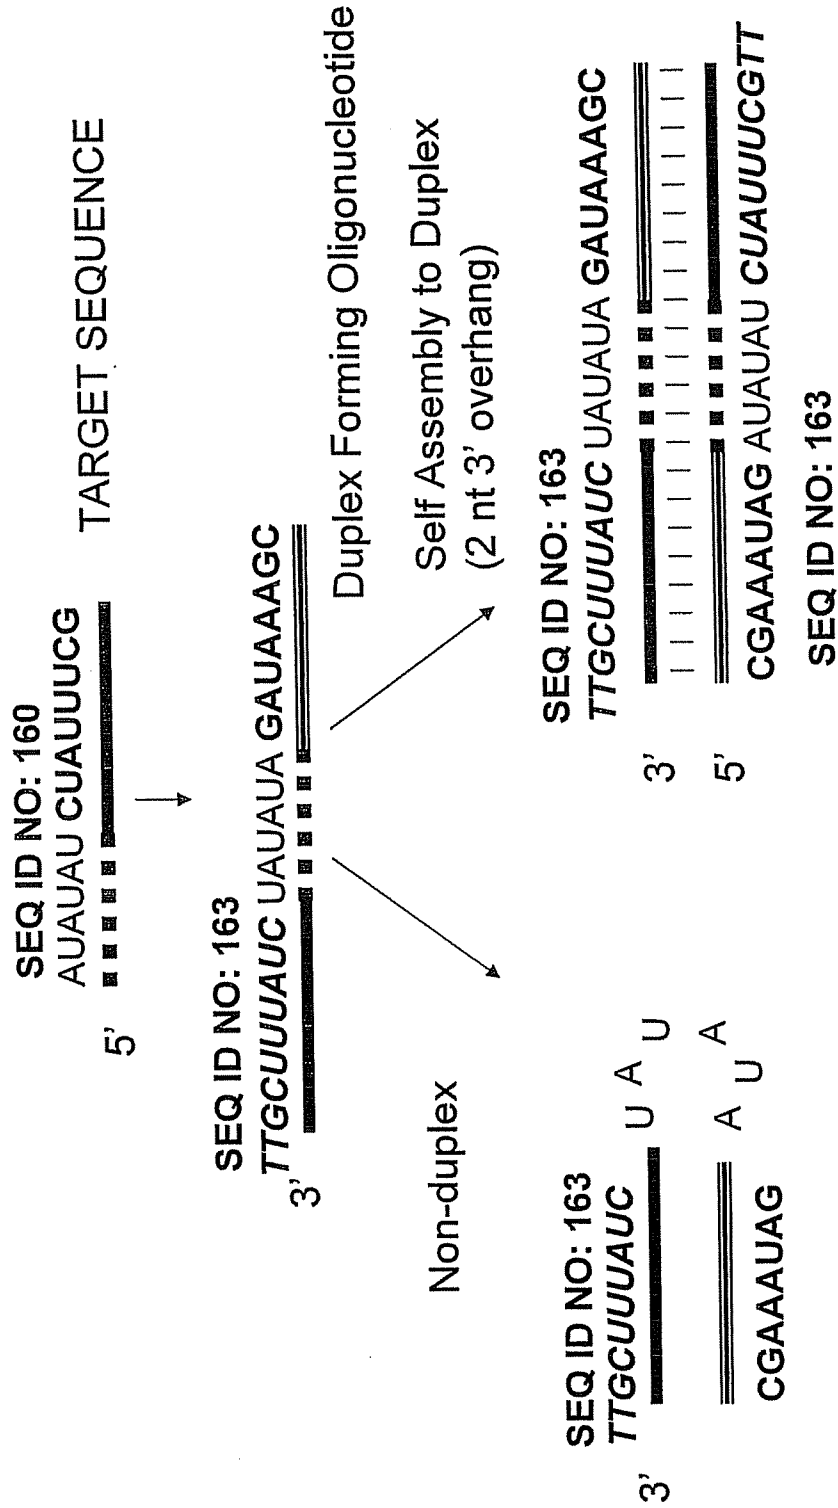 SEQ ID NO: 160
AUAUAU CUAUUUCG
5'
TARGET SEQUENCE
SEQ ID NO: 163
TTGCUUUAUC UAUAUA GAUAAAGC
3'
Duplex Forming Oligonucleotide
Non-duplex
Self Assembly to Duplex
(2 nt 3' overhang)
SEQ ID NO: 163
TTGCUUUAUC
3'
U A U
A U A
CGAAAUAG
SEQ ID NO: 163
TTGCUUUAUC UAUAUA GAUAAAGC
3'
5'
CGAAAUAG AUAUAU CUAUUUCGTT
SEQ ID NO: 163